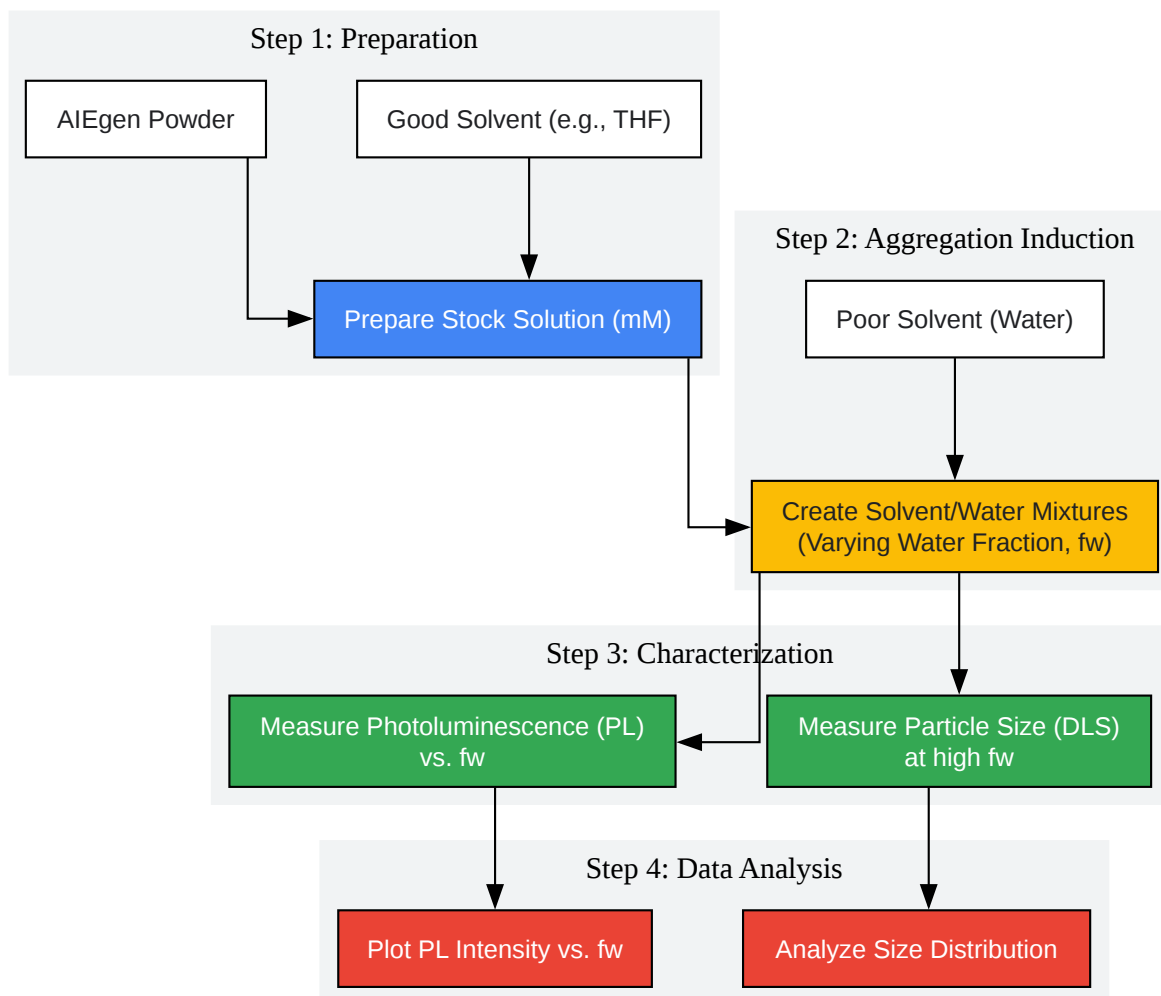 Step 1: Preparation
AIEgen Powder
Good Solvent (e.g., THF)
Prepare Stock Solution (mM)
Step 2: Aggregation Induction
Poor Solvent (Water)
Create Solvent/Water Mixtures
(Varying Water Fraction, fw)
Step 3: Characterization
Measure Photoluminescence (PL)
vs. fw
Measure Particle Size (DLS)
at high fw
Step 4: Data Analysis
Plot PL Intensity vs. fw
Analyze Size Distribution